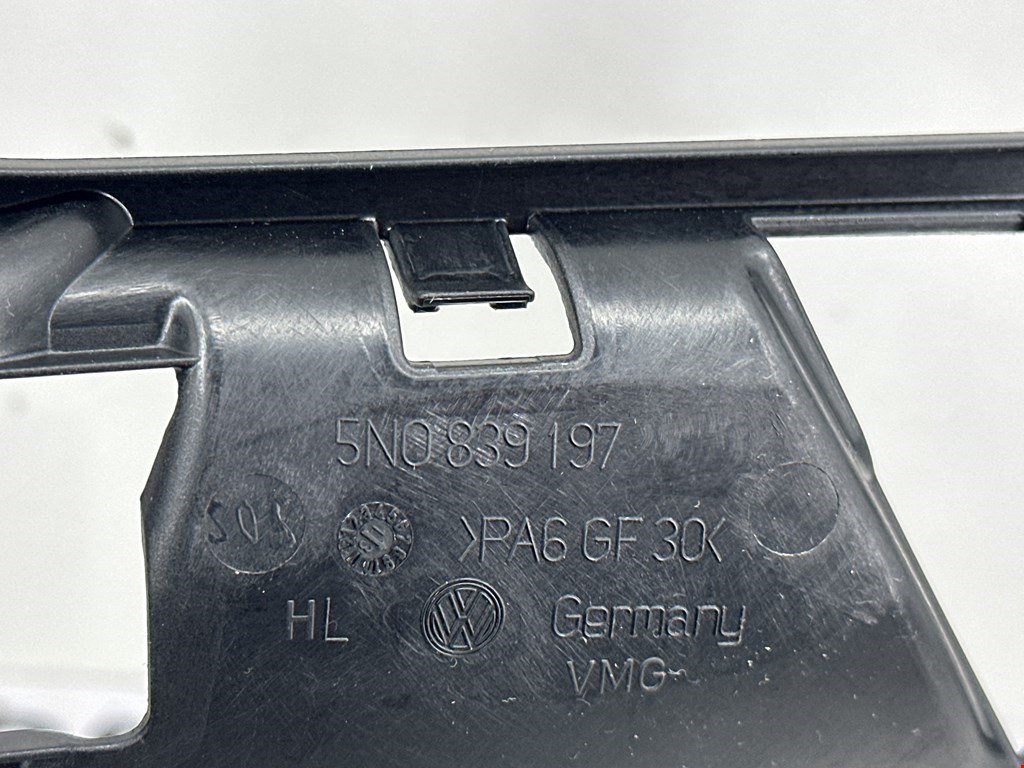 5N0 839 197
>PA6 GF 30<
HL
Germany
VMG